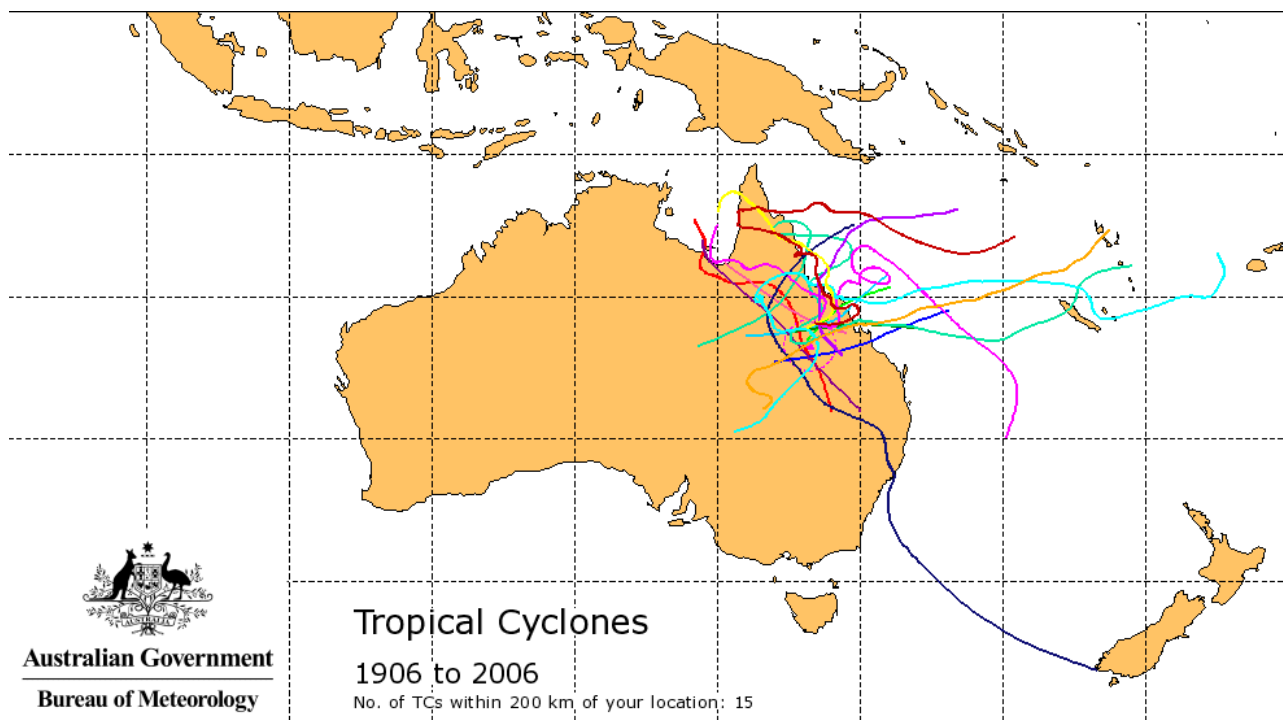 Tropical Cyclones
1906 to 2006
No. of TCs within 200 km of your location: 15
AUSTRALIA
Australian Government
Bureau of Meteorology